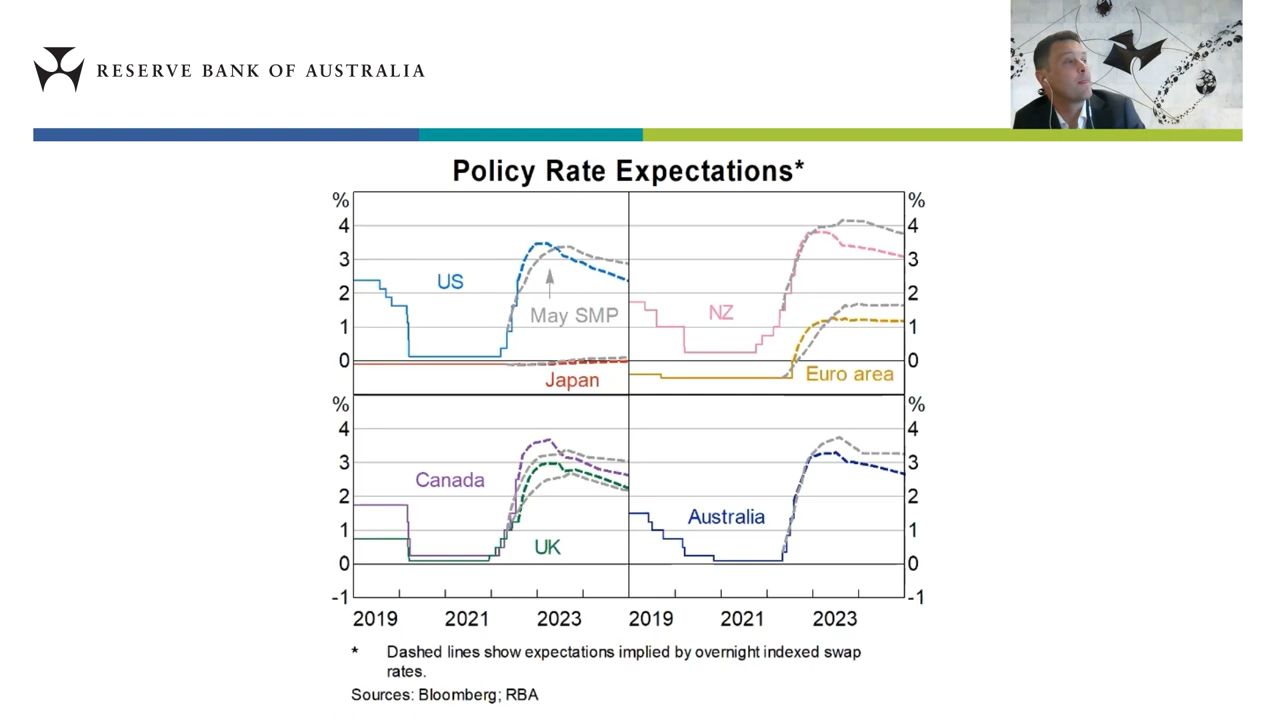 RESERVE BANK OF AUSTRALIA
Policy Rate Expectations*
% %
4 4
3 3
2 2
1 1
0 0
US
May SMP
Japan
NZ
Euro area
% %
4 4
3 3
2 2
1 1
0 0
-1 -1
Canada
UK
Australia
2019 2021 2023 2019 2021 2023
* Dashed lines show expectations implied by overnight indexed swap
rates.
Sources: Bloomberg; RBA